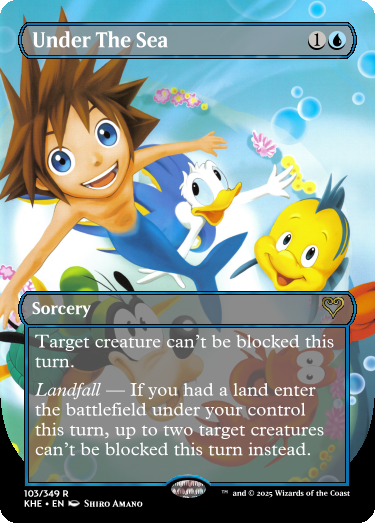 Under The Sea 1
Sorcery
Target creature can't be blocked this
turn.
Landfall — If you had a land enter
the battlefield under your control
this turn, up to two target creatures
can't be blocked this turn instead.
103/349 R
KHE • EN Shiro Amano
™ and © 2025 Wizards of the Coast